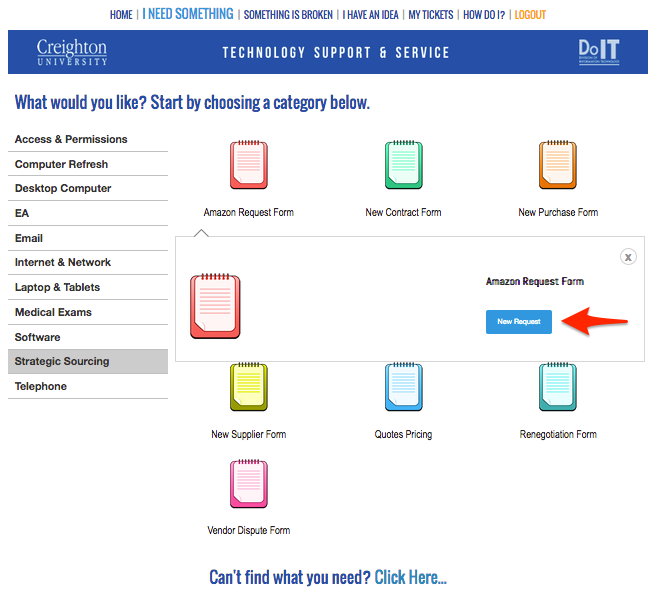 HOME | I NEED SOMETHING | SOMETHING IS BROKEN | I HAVE AN IDEA | MY TICKETS | HOW DO I? | LOGOUT
Creighton
UNIVERSITY
TECHNOLOGY SUPPORT & SERVICE
DoIT
DIVISION OF
INFORMATION TECHNOLOGY
What would you like? Start by choosing a category below.
Access & Permissions
Computer Refresh
Desktop Computer
EA
Email
Internet & Network
Laptop & Tablets
Medical Exams
Software
Strategic Sourcing
Telephone
Amazon Request Form
New Contract Form
New Purchase Form
x
Amazon Request Form
New Request
New Supplier Form
Quotes Pricing
Renegotiation Form
Vendor Dispute Form
Can't find what you need? Click Here...